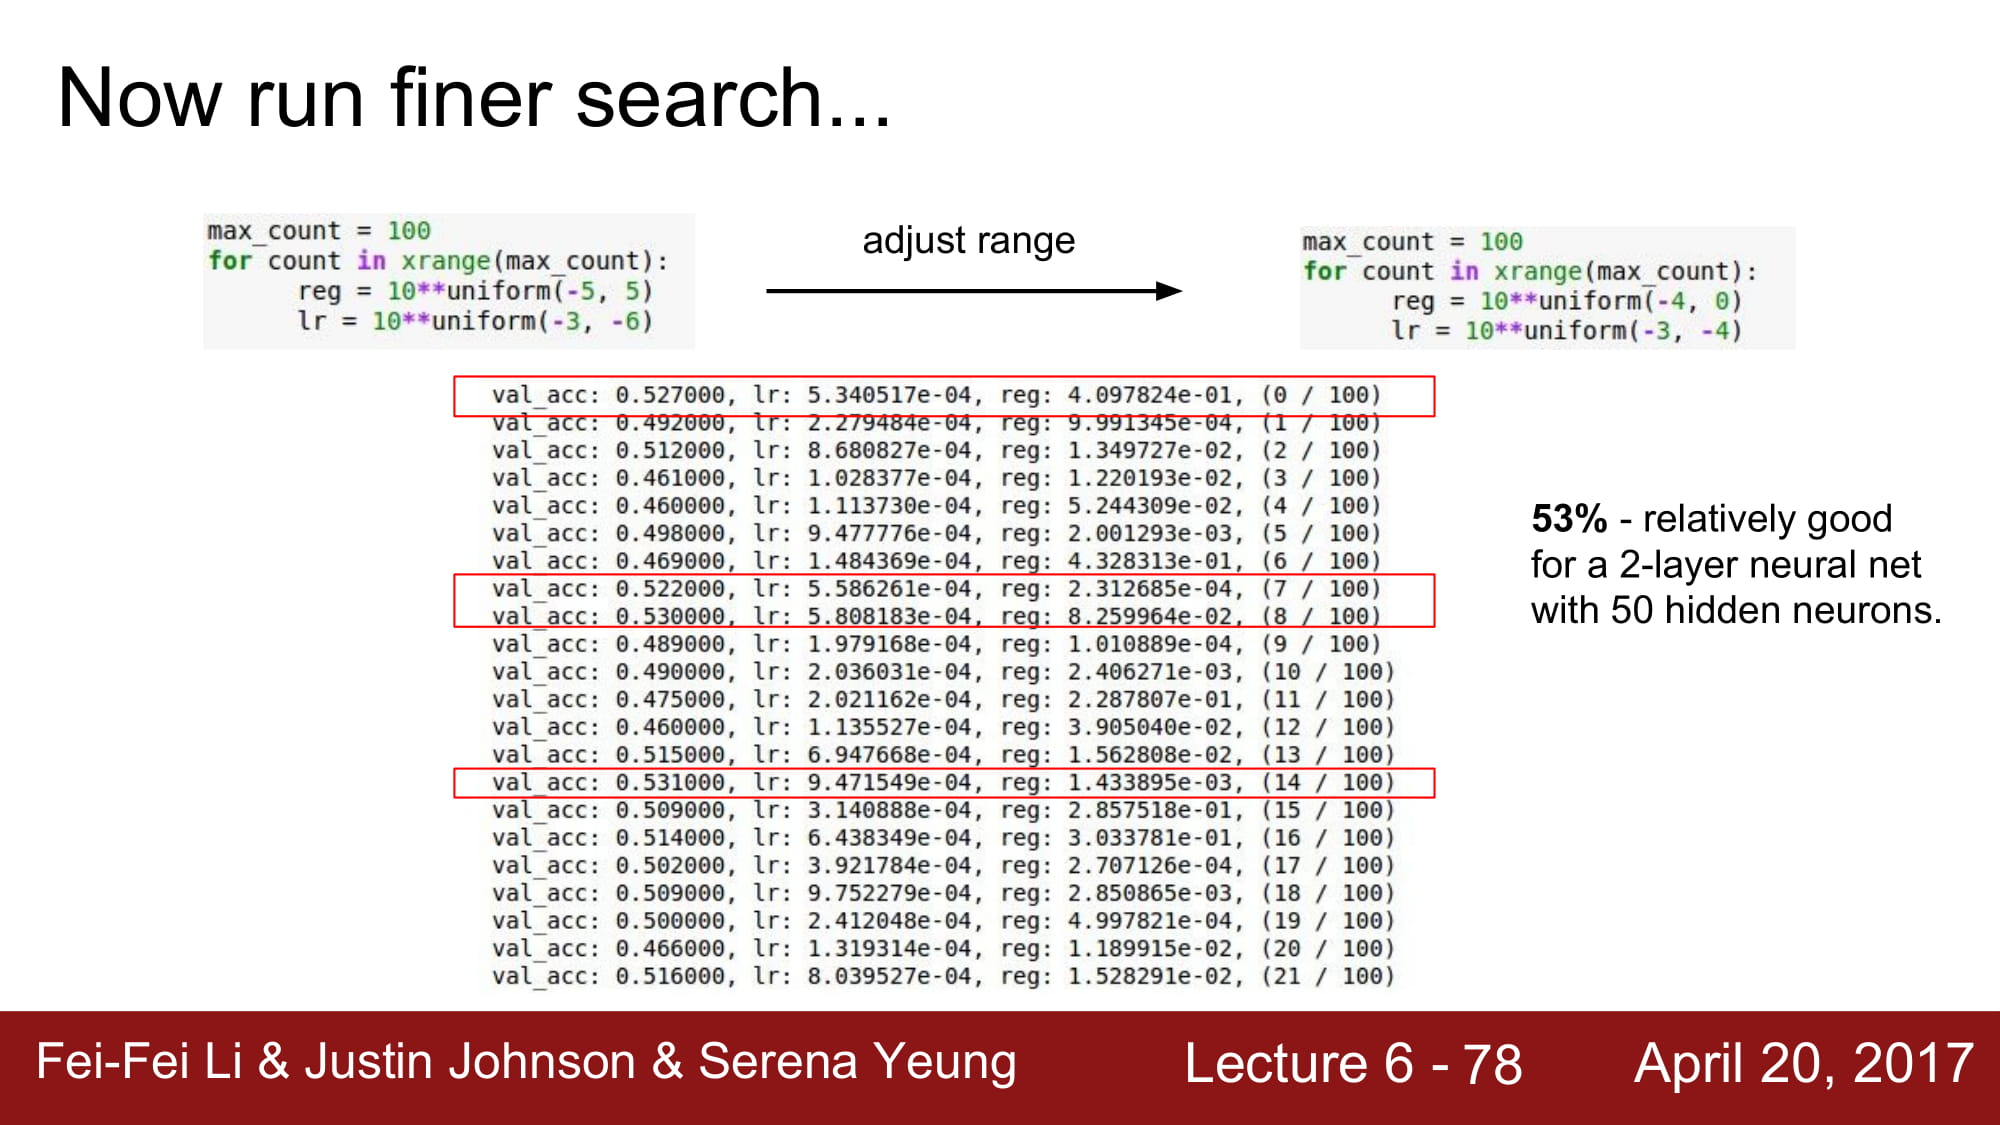 Now run finer search...
max_count = 100
for count in xrange(max_count):
reg = 10**uniform(-5, 5)
lr = 10**uniform(-3, -6)
adjust range
max_count = 100
for count in xrange(max_count):
reg = 10**uniform(-4, 0)
lr = 10**uniform(-3, -4)
val_acc: 0.527000, lr: 5.340517e-04, reg: 4.097824e-01, (0 / 100)
val_acc: 0.492000, lr: 2.279484e-04, reg: 9.991345e-04, (1 / 100)
val_acc: 0.512000, lr: 8.680827e-04, reg: 1.349727e-02, (2 / 100)
val_acc: 0.461000, lr: 1.028377e-04, reg: 1.220193e-02, (3 / 100)
val_acc: 0.460000, lr: 1.113730e-04, reg: 5.244309e-02, (4 / 100)
val_acc: 0.498000, lr: 9.477776e-04, reg: 2.001293e-03, (5 / 100)
val_acc: 0.469000, lr: 1.484369e-04, reg: 4.328313e-01, (6 / 100)
val_acc: 0.522000, lr: 5.586261e-04, reg: 2.312685e-04, (7 / 100)
val_acc: 0.530000, lr: 5.808183e-04, reg: 8.259964e-02, (8 / 100)
val_acc: 0.489000, lr: 1.979168e-04, reg: 1.010889e-04, (9 / 100)
val_acc: 0.490000, lr: 2.036031e-04, reg: 2.406271e-03, (10 / 100)
val_acc: 0.475000, lr: 2.021162e-04, reg: 2.287807e-01, (11 / 100)
val_acc: 0.460000, lr: 1.135527e-04, reg: 3.905040e-02, (12 / 100)
val_acc: 0.515000, lr: 6.947668e-04, reg: 1.562808e-02, (13 / 100)
val_acc: 0.531000, lr: 9.471549e-04, reg: 1.433895e-03, (14 / 100)
val_acc: 0.509000, lr: 3.140888e-04, reg: 2.857518e-01, (15 / 100)
val_acc: 0.514000, lr: 6.438349e-04, reg: 3.033781e-01, (16 / 100)
val_acc: 0.502000, lr: 3.921784e-04, reg: 2.707126e-04, (17 / 100)
val_acc: 0.509000, lr: 9.752279e-04, reg: 2.850865e-03, (18 / 100)
val_acc: 0.500000, lr: 2.412048e-04, reg: 4.997821e-04, (19 / 100)
val_acc: 0.466000, lr: 1.319314e-04, reg: 1.189915e-02, (20 / 100)
val_acc: 0.516000, lr: 8.039527e-04, reg: 1.528291e-02, (21 / 100)
53% - relatively good
for a 2-layer neural net
with 50 hidden neurons.
Fei-Fei Li & Justin Johnson & Serena Yeung
Lecture 6 - 78
April 20, 2017